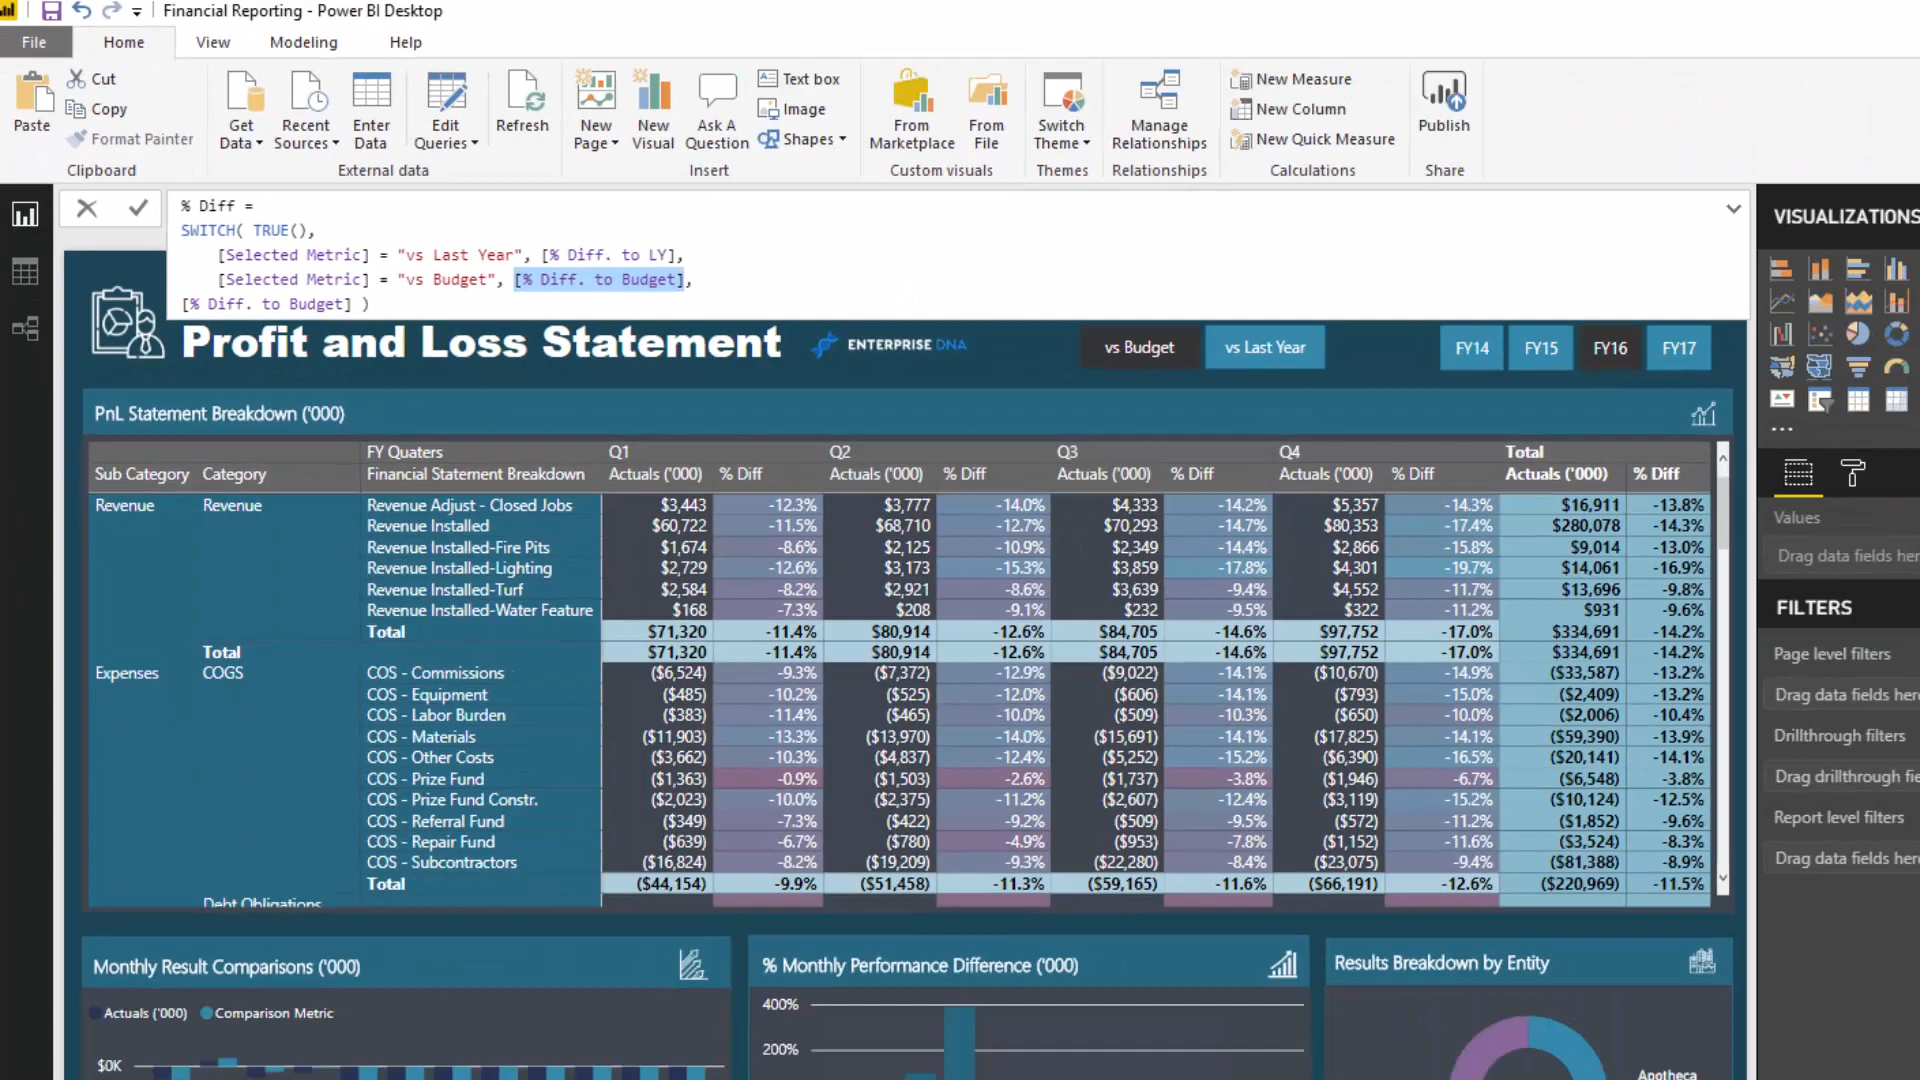 Financial Reporting - Power BI Desktop
File Home View Modeling Help
Paste
Cut
Copy
Format Painter
Clipboard
Get Data
Recent Sources
Enter Data
Edit Queries
Refresh
External data
New Page
New Visual
Ask A Question
Text box
Image
Shapes
Insert
From Marketplace
From File
Custom visuals
Switch Theme
Themes
Manage Relationships
Relationships
New Measure
New Column
New Quick Measure
Calculations
Publish
Share
% Diff =
SWITCH( TRUE(),
[Selected Metric] = "vs Last Year", [% Diff. to LY],
[Selected Metric] = "vs Budget", [% Diff. to Budget],
[% Diff. to Budget] )
Profit and Loss Statement
ENTERPRISE DNA
vs Budget vs Last Year
FY14 FY15 FY16 FY17
PnL Statement Breakdown ('000)
FY Quaters Q1 Q2 Q3 Q4 Total
Sub Category Category Financial Statement Breakdown Actuals ('000) % Diff Actuals ('000) % Diff Actuals ('000) % Diff Actuals ('000) % Diff Actuals ('000) % Diff
Revenue Revenue Revenue Adjust - Closed Jobs $3,443 -12.3% $3,777 -14.0% $4,333 -14.2% $5,357 -14.3% $16,911 -13.8%
Revenue Installed $60,722 -11.5% $68,710 -12.7% $70,293 -14.7% $80,353 -17.4% $280,078 -14.3%
Revenue Installed-Fire Pits $1,674 -8.6% $2,125 -10.9% $2,349 -14.4% $2,866 -15.8% $9,014 -13.0%
Revenue Installed-Lighting $2,729 -12.6% $3,173 -15.3% $3,859 -17.8% $4,301 -19.7% $14,061 -16.9%
Revenue Installed-Turf $2,584 -8.2% $2,921 -8.6% $3,639 -9.4% $4,552 -11.7% $13,696 -9.8%
Revenue Installed-Water Feature $168 -7.3% $208 -9.1% $232 -9.5% $322 -11.2% $931 -9.6%
Total $71,320 -11.4% $80,914 -12.6% $84,705 -14.6% $97,752 -17.0% $334,691 -14.2%
Total $71,320 -11.4% $80,914 -12.6% $84,705 -14.6% $97,752 -17.0% $334,691 -14.2%
Expenses COGS COS - Commissions ($6,524) -9.3% ($7,372) -12.9% ($9,022) -14.1% ($10,670) -14.9% ($33,587) -13.2%
COS - Equipment ($485) -10.2% ($525) -12.0% ($606) -14.1% ($793) -15.0% ($2,409) -13.2%
COS - Labor Burden ($383) -11.4% ($465) -10.0% ($509) -10.3% ($650) -10.0% ($2,006) -10.4%
COS - Materials ($11,903) -13.3% ($13,970) -14.0% ($15,691) -14.1% ($17,825) -14.1% ($59,390) -13.9%
COS - Other Costs ($3,662) -10.3% ($4,837) -12.4% ($5,252) -15.2% ($6,390) -16.5% ($20,141) -14.1%
COS - Prize Fund ($1,363) -0.9% ($1,503) -2.6% ($1,737) -3.8% ($1,946) -6.7% ($6,548) -3.8%
COS - Prize Fund Constr. ($2,023) -10.0% ($2,375) -11.2% ($2,607) -12.4% ($3,119) -15.2% ($10,124) -12.5%
COS - Referral Fund ($349) -7.3% ($422) -9.2% ($509) -9.5% ($572) -11.2% ($1,852) -9.6%
COS - Repair Fund ($639) -6.7% ($780) -4.9% ($953) -7.8% ($1,152) -11.6% ($3,524) -8.3%
COS - Subcontractors ($16,824) -8.2% ($19,209) -9.3% ($22,280) -8.4% ($23,075) -9.4% ($81,388) -8.9%
Total ($44,154) -9.9% ($51,458) -11.3% ($59,165) -11.6% ($66,191) -12.6% ($220,969) -11.5%
Debt Obligations
Monthly Result Comparisons ('000)
Actuals ('000) Comparison Metric
$0K
% Monthly Performance Difference ('000)
400%
200%
Results Breakdown by Entity
Apotheca
VISUALIZATIONS
Values
Drag data fields her
FILTERS
Page level filters
Drag data fields here
Drillthrough filters
Drag drillthrough fie
Report level filters
Drag data fields here